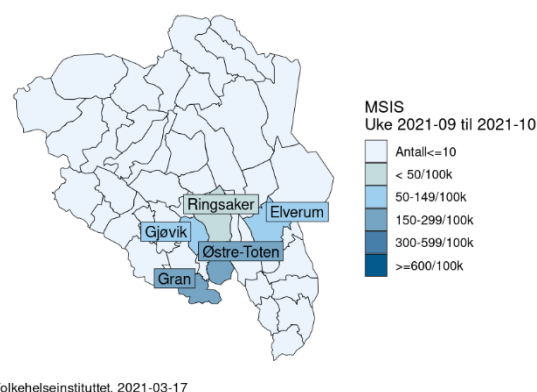 MSIS
Uke 2021-09 til 2021-10
Antall<=10
< 50/100k
50-149/100k
150-299/100k
300-599/100k
>=600/100k
Ringsaker
Elverum
Gjøvik
Østre-Toten
Gran
olkehelseinstituttet, 2021-03-17